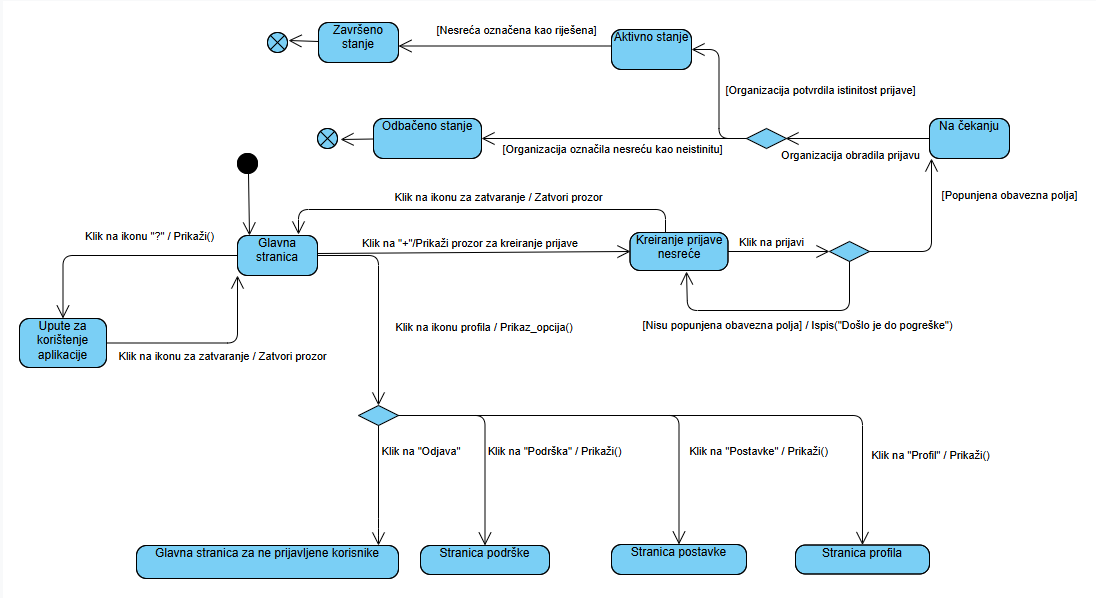 Završeno
stanje
[Nesreća označena kao riješena]
Aktivno stanje
[Organizacija potvrdila istinitost prijave]
Odbačeno stanje
[Organizacija označila nesreću kao neistinitu]
Organizacija obradila prijavu
Na čekanju
[Popunjena obavezna polja]
Klik na ikonu za zatvaranje / Zatvori prozor
Klik na ikonu "?" / Prikaži()
Glavna
stranica
Klik na "+"/Prikaži prozor za kreiranje prijave
Kreiranje prijave
nesreće
Klik na prijavi
Upute za
korištenje
aplikacije
Klik na ikonu za zatvaranje / Zatvori prozor
Klik na ikonu profila / Prikaz_opcija()
[Nisu popunjena obavezna polja] / Ispis("Došlo je do pogreške")
Klik na "Odjava"
Klik na "Podrška" / Prikaži()
Klik na "Postavke" / Prikaži()
Klik na "Profil" / Prikaži()
Glavna stranica za ne prijavljene korisnike
Stranica podrške
Stranica postavke
Stranica profila